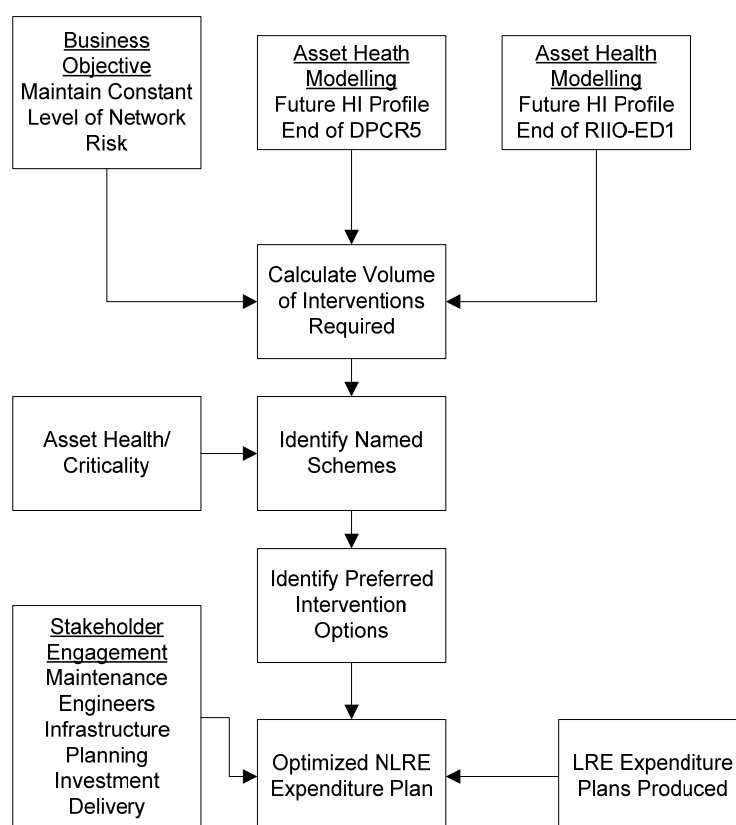 Business
Objective
Maintain Constant
Level of Network
Risk
Asset Heath
Modelling
Future HI Profile
End of DPCR5
Asset Health
Modelling
Future HI Profile
End of RIIO-ED1
Calculate Volume
of Interventions
Required
Asset Health/
Criticality
Identify Named
Schemes
Identify Preferred
Intervention
Options
Stakeholder
Engagement
Maintenance
Engineers
Infrastructure
Planning
Investment
Delivery
Optimized NLRE
Expenditure Plan
LRE Expenditure
Plans Produced